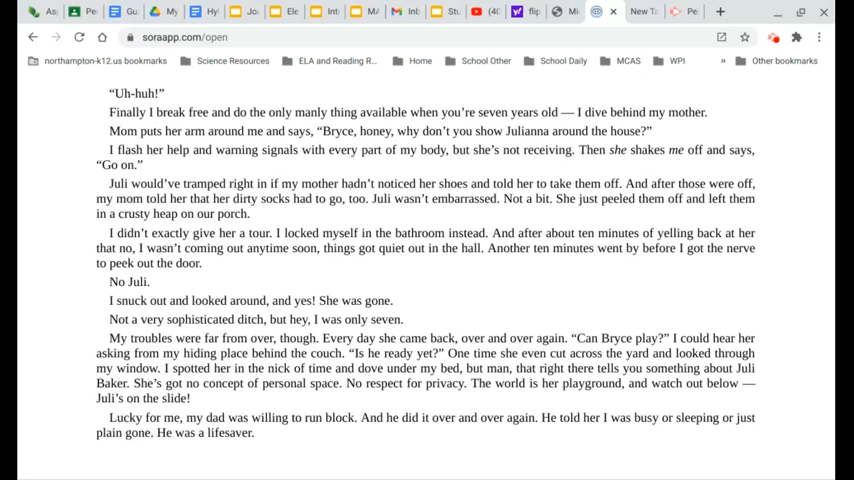 As
Pe
Gu
My
Hyl
Jou
Ele
Inti
MA
Inb
Stu
(40
flip
Mi
New Ta
Pe
soraapp.com/open
northampton-k12.us bookmarks
Science Resources
ELA and Reading R...
Home
School Other
School Daily
MCAS
WPI
»
Other bookmarks
“Uh-huh!”
Finally I break free and do the only manly thing available when you’re seven years old — I dive behind my mother.
Mom puts her arm around me and says, “Bryce, honey, why don’t you show Julianna around the house?”
I flash her help and warning signals with every part of my body, but she’s not receiving. Then she shakes me off and says,
“Go on.”
Juli would’ve tramped right in if my mother hadn’t noticed her shoes and told her to take them off. And after those were off,
my mom told her that her dirty socks had to go, too. Juli wasn’t embarrassed. Not a bit. She just peeled them off and left them
in a crusty heap on our porch.
I didn’t exactly give her a tour. I locked myself in the bathroom instead. And after about ten minutes of yelling back at her
that no, I wasn’t coming out anytime soon, things got quiet out in the hall. Another ten minutes went by before I got the nerve
to peek out the door.
No Juli.
I snuck out and looked around, and yes! She was gone.
Not a very sophisticated ditch, but hey, I was only seven.
My troubles were far from over, though. Every day she came back, over and over again. “Can Bryce play?” I could hear her
asking from my hiding place behind the couch. “Is he ready yet?” One time she even cut across the yard and looked through
my window. I spotted her in the nick of time and dove under my bed, but man, that right there tells you something about Juli
Baker. She’s got no concept of personal space. No respect for privacy. The world is her playground, and watch out below —
Juli’s on the slide!
Lucky for me, my dad was willing to run block. And he did it over and over again. He told her I was busy or sleeping or just
plain gone. He was a lifesaver.